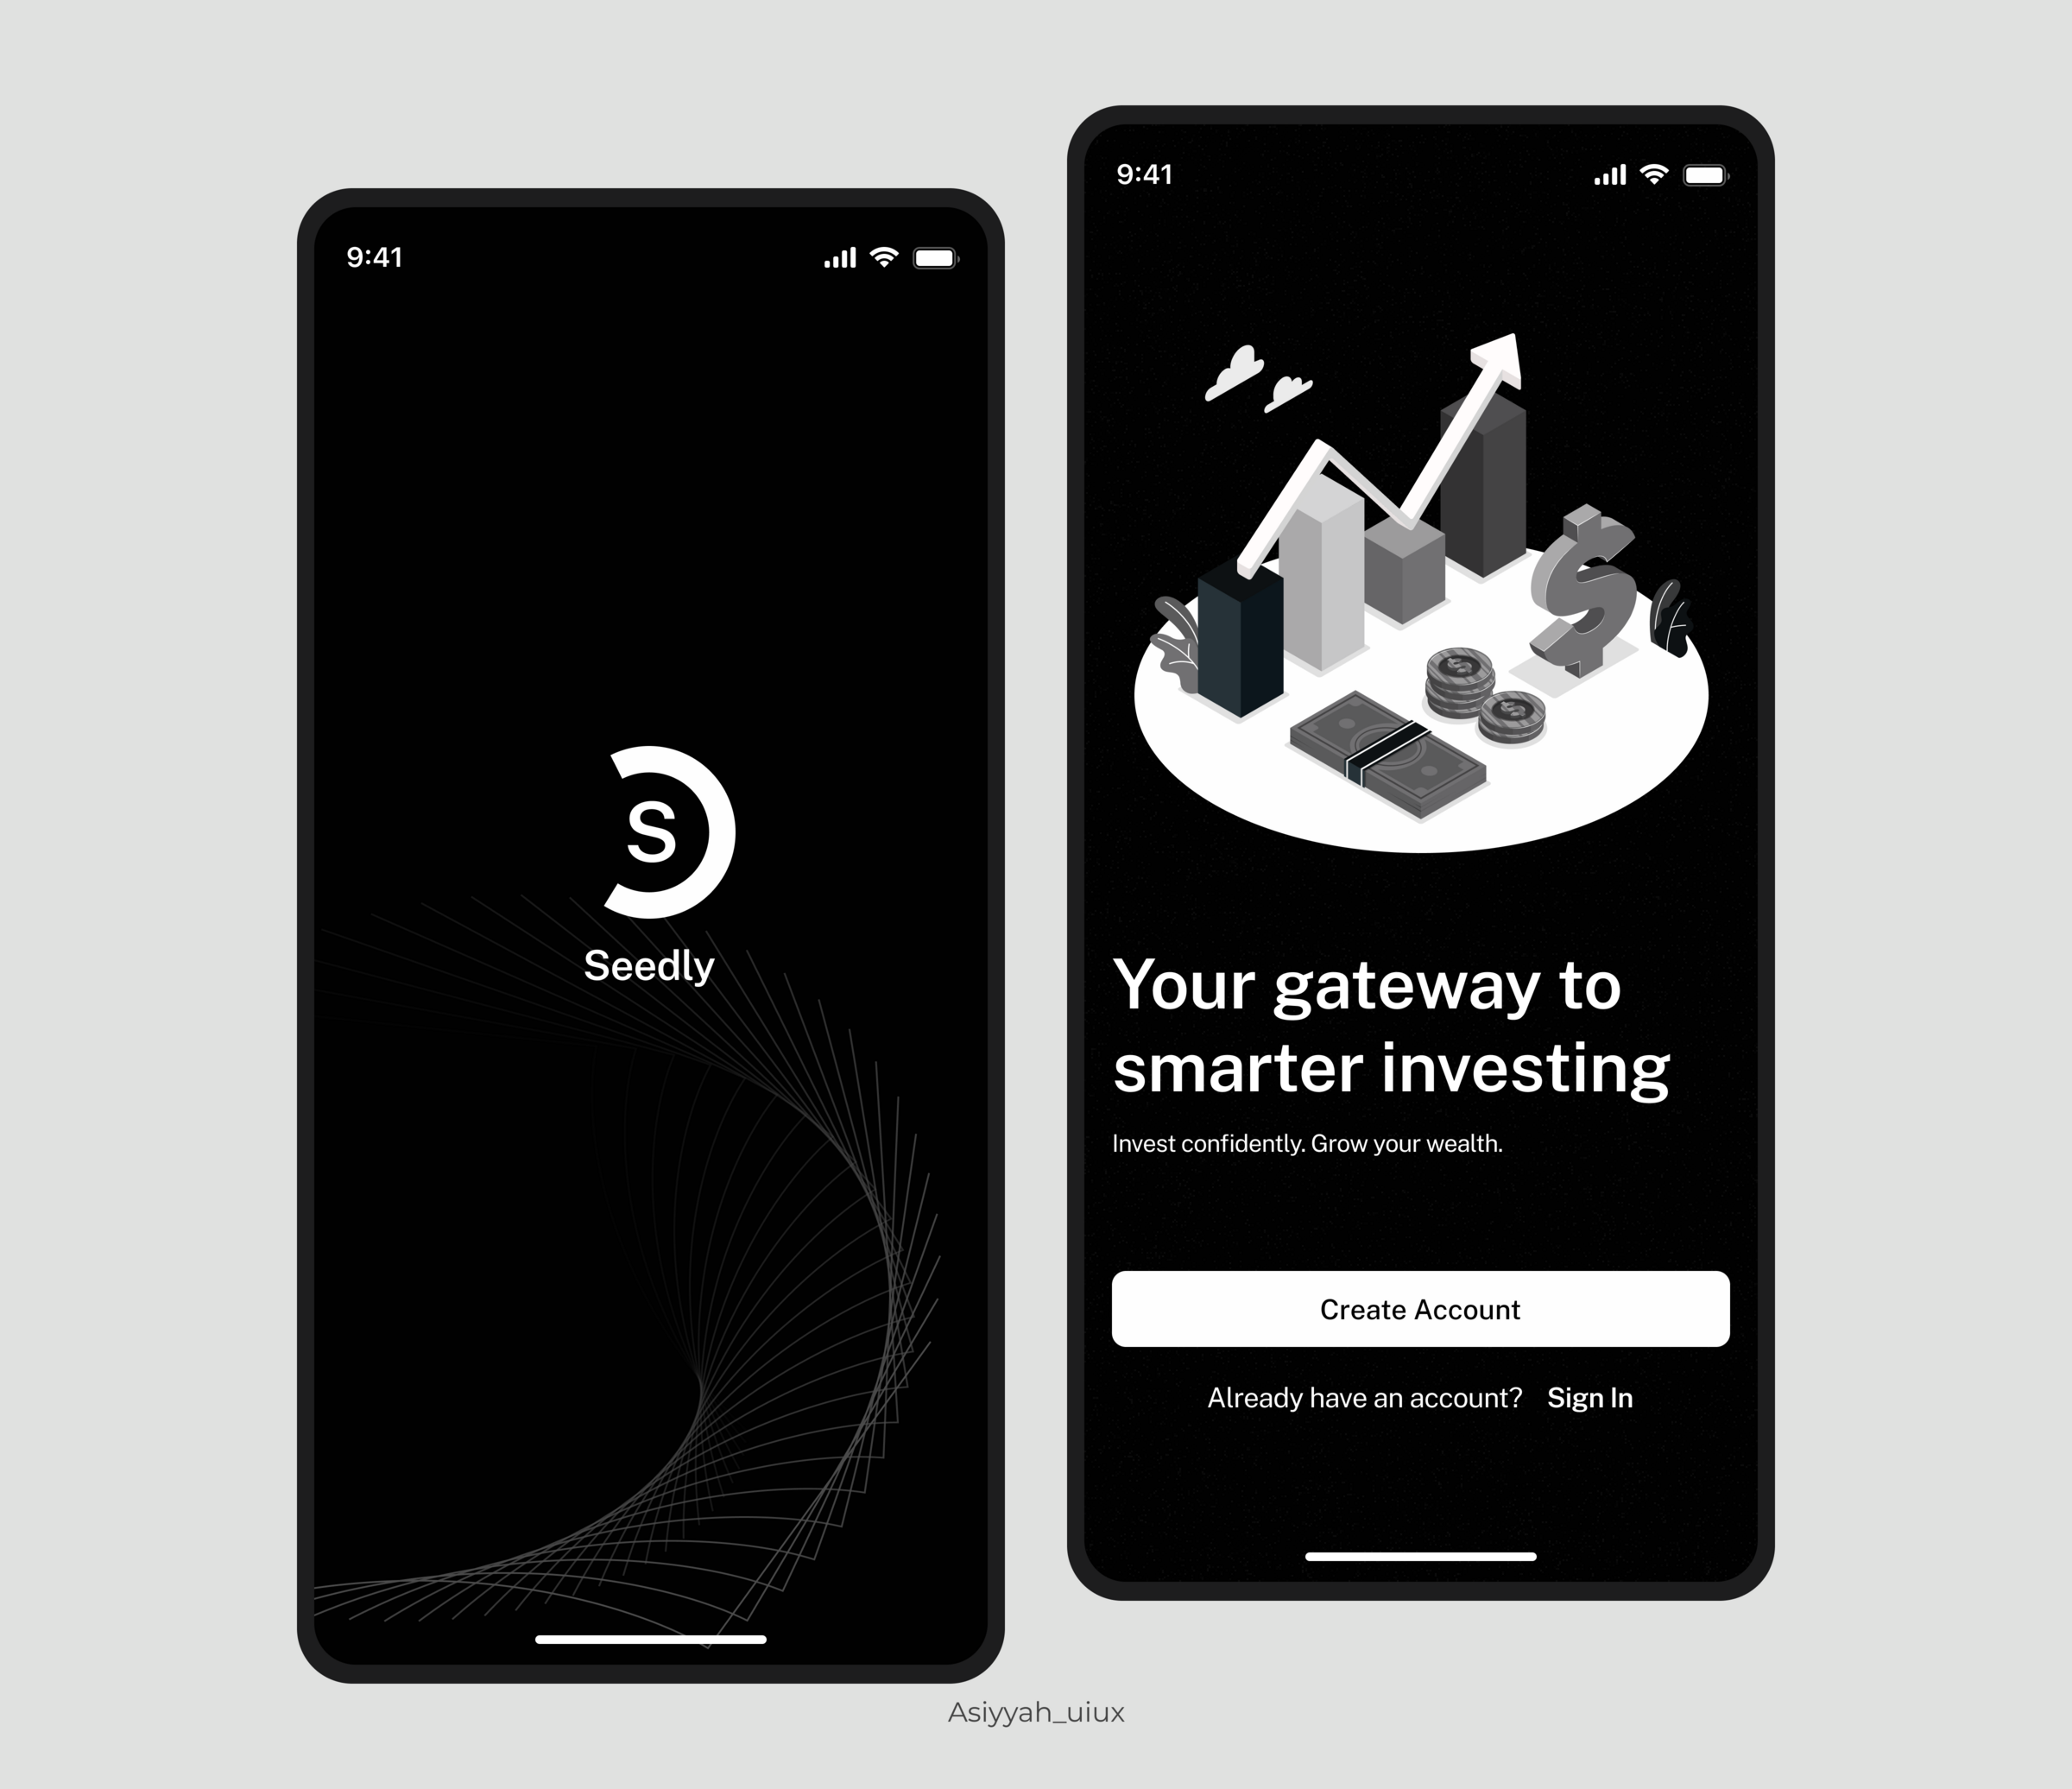 9:41
S
Seedly
9:41
Your gateway to
smarter investing
Invest confidently. Grow your wealth.
Create Account
Already have an account? Sign In
Asiyyah_uiux